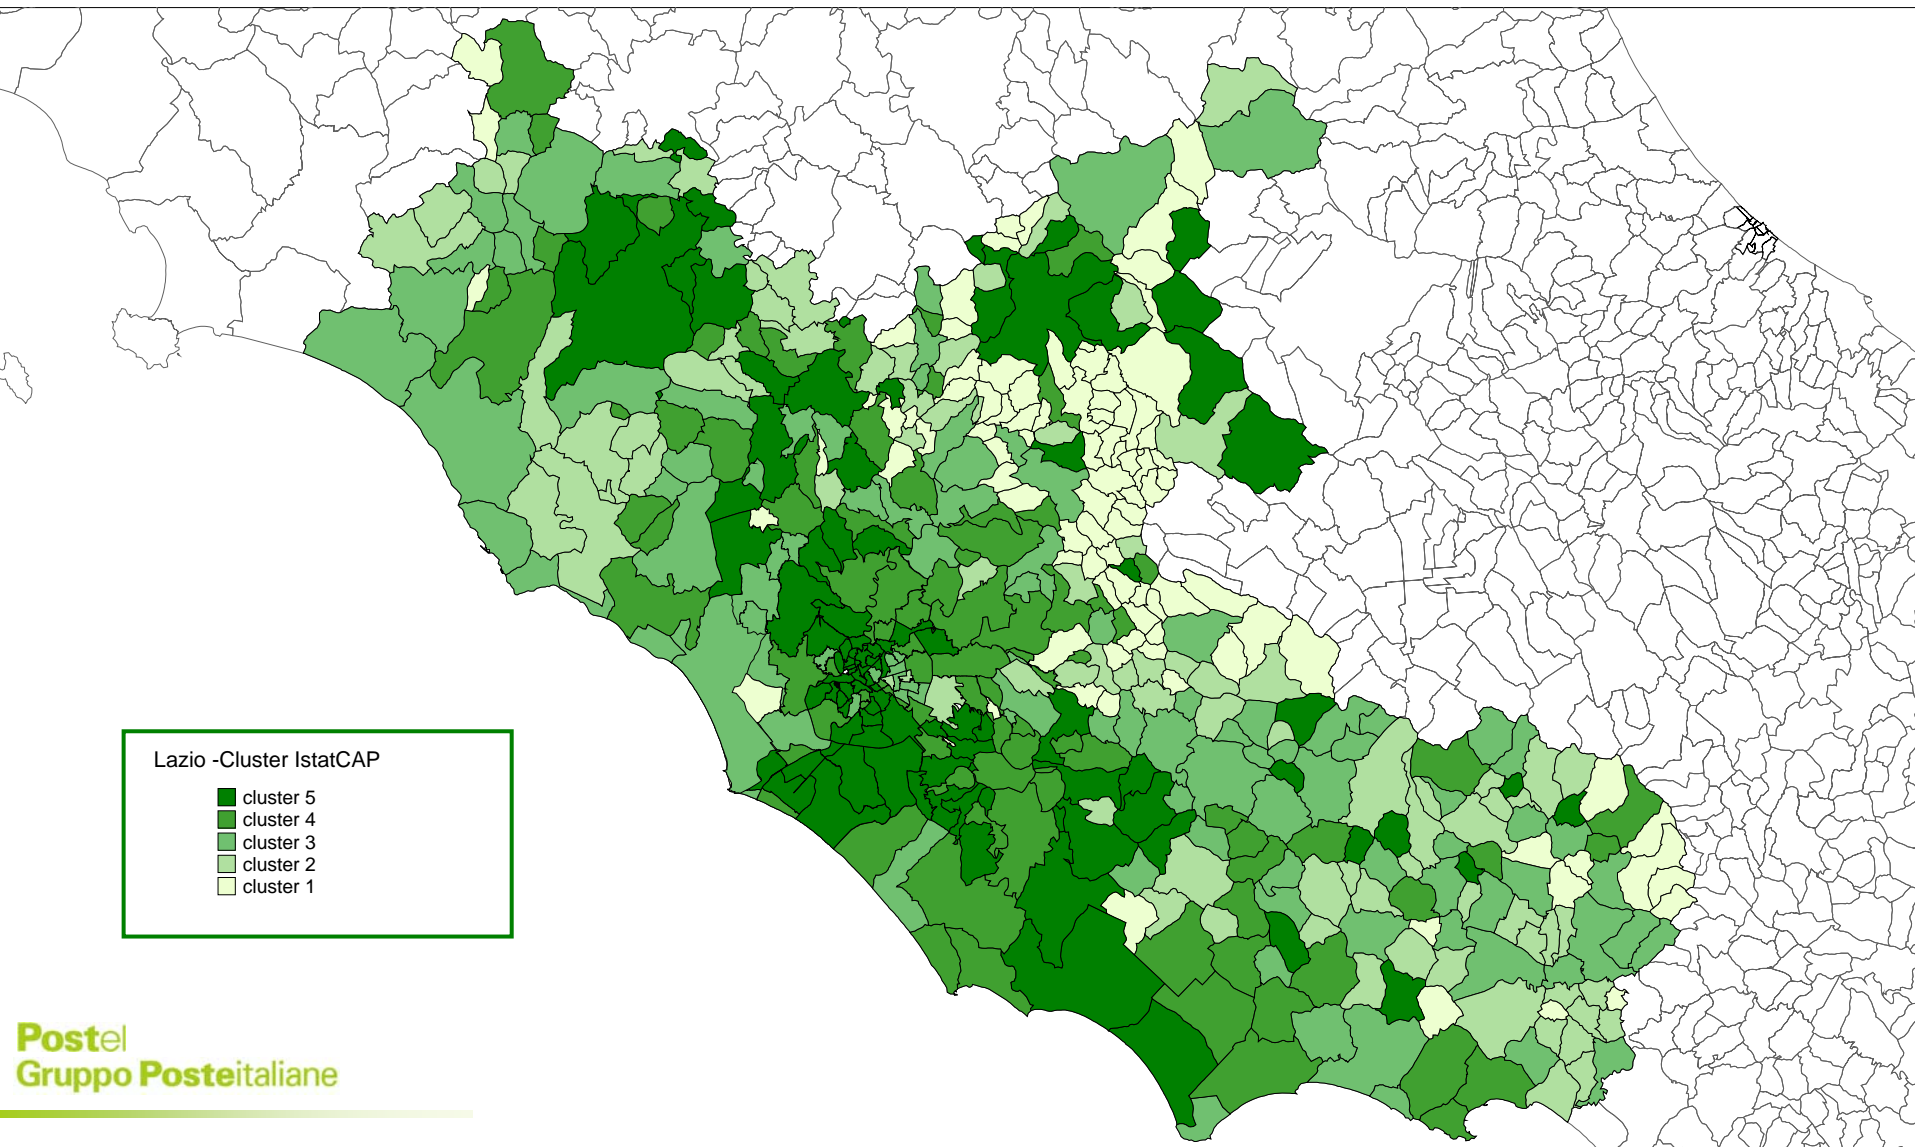 Lazio -Cluster IstatCAP
cluster 5
cluster 4
cluster 3
cluster 2
cluster 1
Postel
Gruppo Posteitaliane